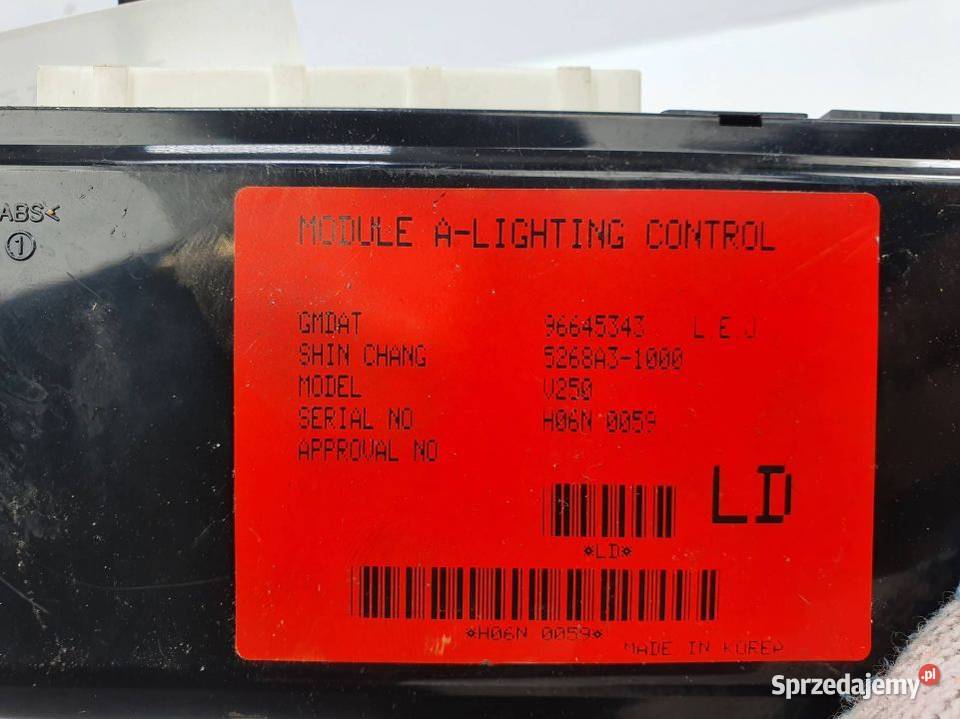 ABS<
1
MODULE A-LIGHTING CONTROL
GMDAT 96645343 LEJ
SHIN CHANG 5268A3-1000
MODEL V250
SERIAL NO H06N 0059
APPROVAL NO
LD
*LD*
*H06N 0059*
MADE IN KOREA
Sprzedajemy.pl